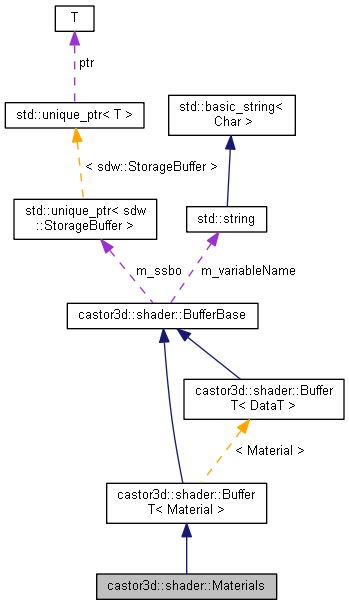 T
ptr
std::unique_ptr< T >
std::basic_string<
Char >
< sdw::StorageBuffer >
std::unique_ptr< sdw
::StorageBuffer >
std::string
m_ssbo
m_variableName
castor3d::shader::BufferBase
castor3d::shader::Buffer
T< DataT >
< Material >
castor3d::shader::Buffer
T< Material >
castor3d::shader::Materials